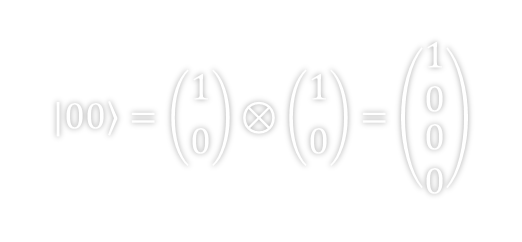 |00⟩ = (1 0) ⊗ (1 0) = (1 0 0 0)